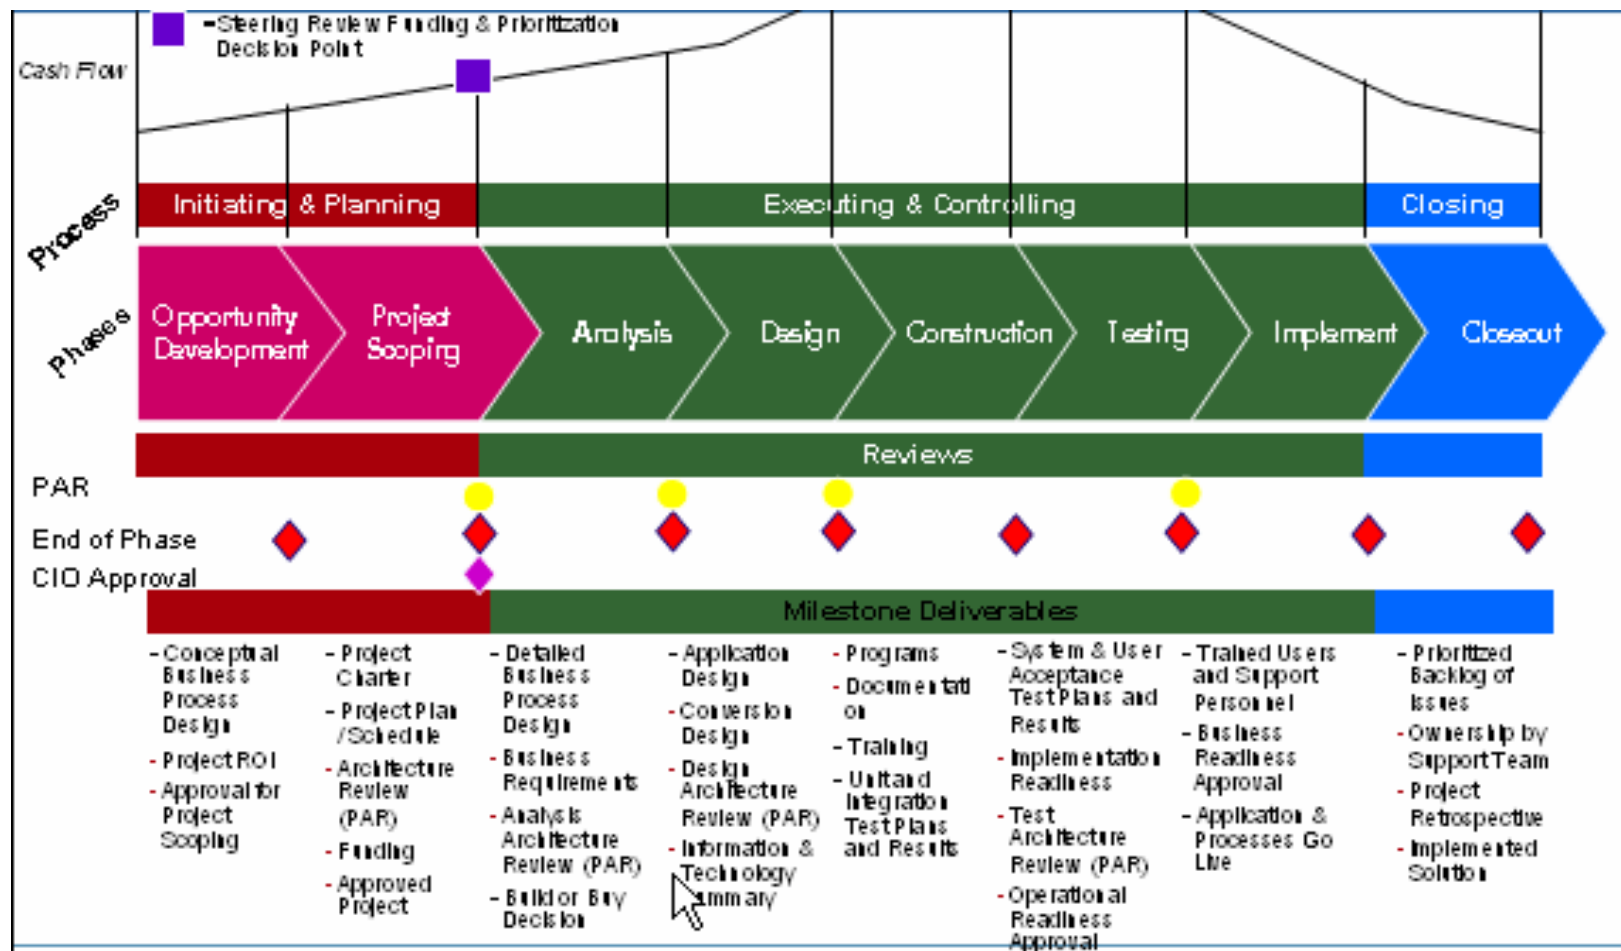 -Steering Review Funding & Prioritization
Decision Point
Cash Flow
Process
Initiating & Planning
Executing & Controlling
Closing
Phases
Opportunity
Development
Project
Scoping
Analysis
Design
Construction
Testing
Implement
Closeout
Reviews
PAR
End of Phase
CIO Approval
Milestone Deliverables
- Conceptual
Business
Process
Design
- Project ROI
- Approval for
Project
Scoping
- Project
Charter
- Project Plan
/Schedule
- Architecture
Review
(PAR)
- Funding
- Approved
Project
- Detailed
Business
Process
Design
- Business
Requirements
- Analysis
Architecture
Review (PAR)
- Build or Buy
Decision
- Application
Design
- Conversion
Design
- Design
Architecture
Review (PAR)
- Information &
Technology
ummary
- Programs
- Documentati
on
- Training
- Unit and
Integration
Test Plans
and Results
- System & User
Acceptance
Test Plans and
Results
- Implementation
Readiness
- Test
Architecture
Review (PAR)
- Operational
Readiness
Approval
- Trained Users
and Support
Personnel
- Business
Readiness
Approval
- Application &
Processes Go
Live
- Prioritized
Backlog of
Issues
- Ownership by
Support Team
- Project
Retrospective
- Implemented
Solution